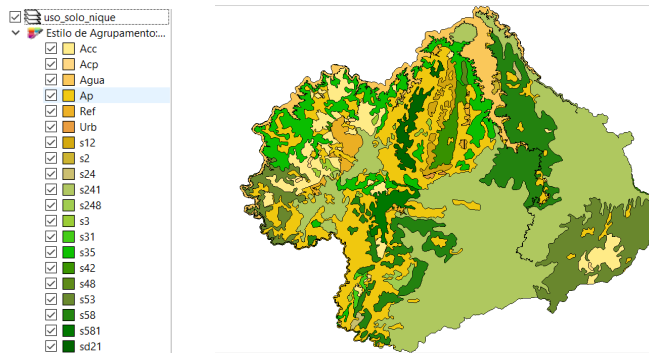 uso_solo_nique
Estilo de Agrupamento:...
Acc
Acp
Agua
Ap
Ref
Urb
s12
s2
s24
s241
s248
s3
s31
s35
s42
s48
s53
s58
s581
sd21